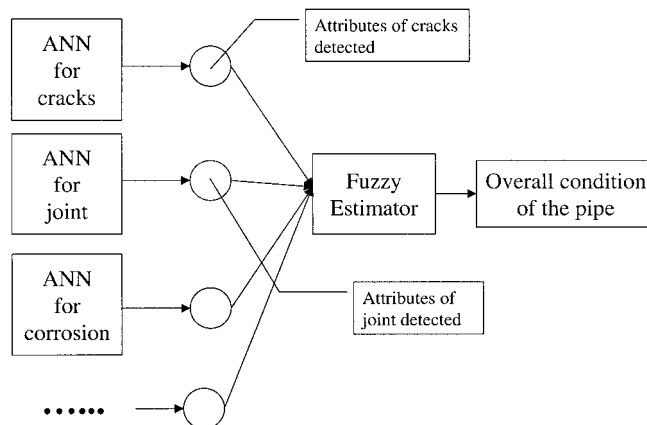 ANN
for
cracks
Attributes of cracks
detected
ANN
for
joint
Fuzzy
Estimator
Overall condition
of the pipe
ANN
for
corrosion
Attributes of
joint detected
......